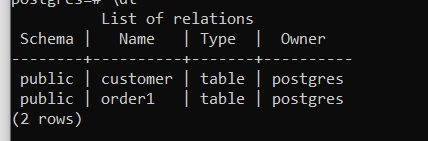 postgres=# \dt
List of relations
Schema | Name | Type | Owner
--------+----------+-------+----------
public | customer | table | postgres
public | order1 | table | postgres
(2 rows)